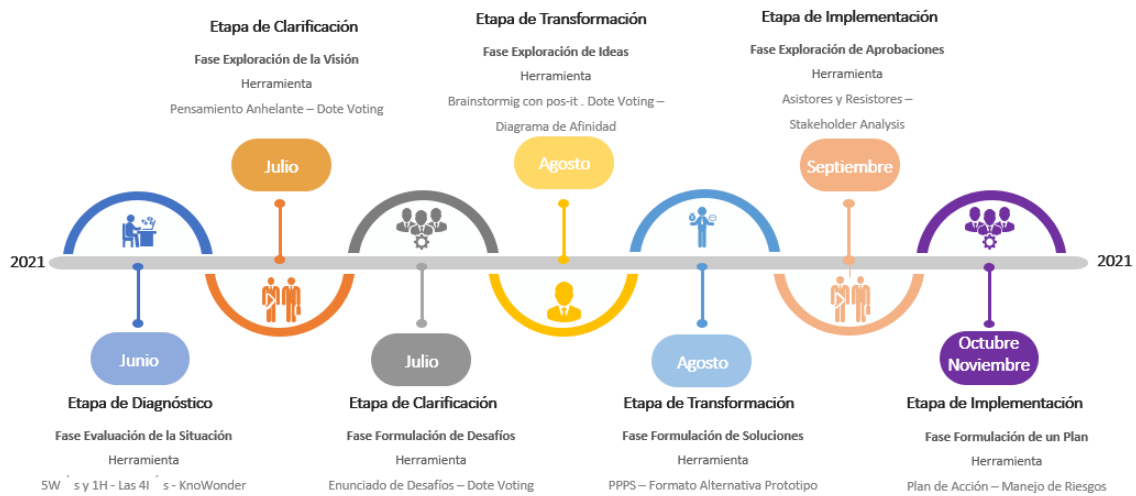 Etapa de Clarificación
Fase Exploración de la Visión
Herramienta
Pensamiento Anhelante – Dote Voting
Julio
Etapa de Transformación
Fase Exploración de Ideas
Herramienta
Brainstormig con pos-it . Dote Voting –
Diagrama de Afinidad
Agosto
Etapa de Implementación
Fase Exploración de Aprobaciones
Herramienta
Asistores y Resistores –
Stakeholder Analysis
Septiembre
2021
2021
Junio
Etapa de Diagnóstico
Fase Evaluación de la Situación
Herramienta
5W ´ s y 1H - Las 4I ´ s - KnoWonder
Julio
Etapa de Clarificación
Fase Formulación de Desafíos
Herramienta
Enunciado de Desafíos – Dote Voting
Agosto
Etapa de Transformación
Fase Formulación de Soluciones
Herramienta
PPPS – Formato Alternativa Prototipo
Octubre
Noviembre
Etapa de Implementación
Fase Formulación de un Plan
Herramienta
Plan de Acción – Manejo de Riesgos